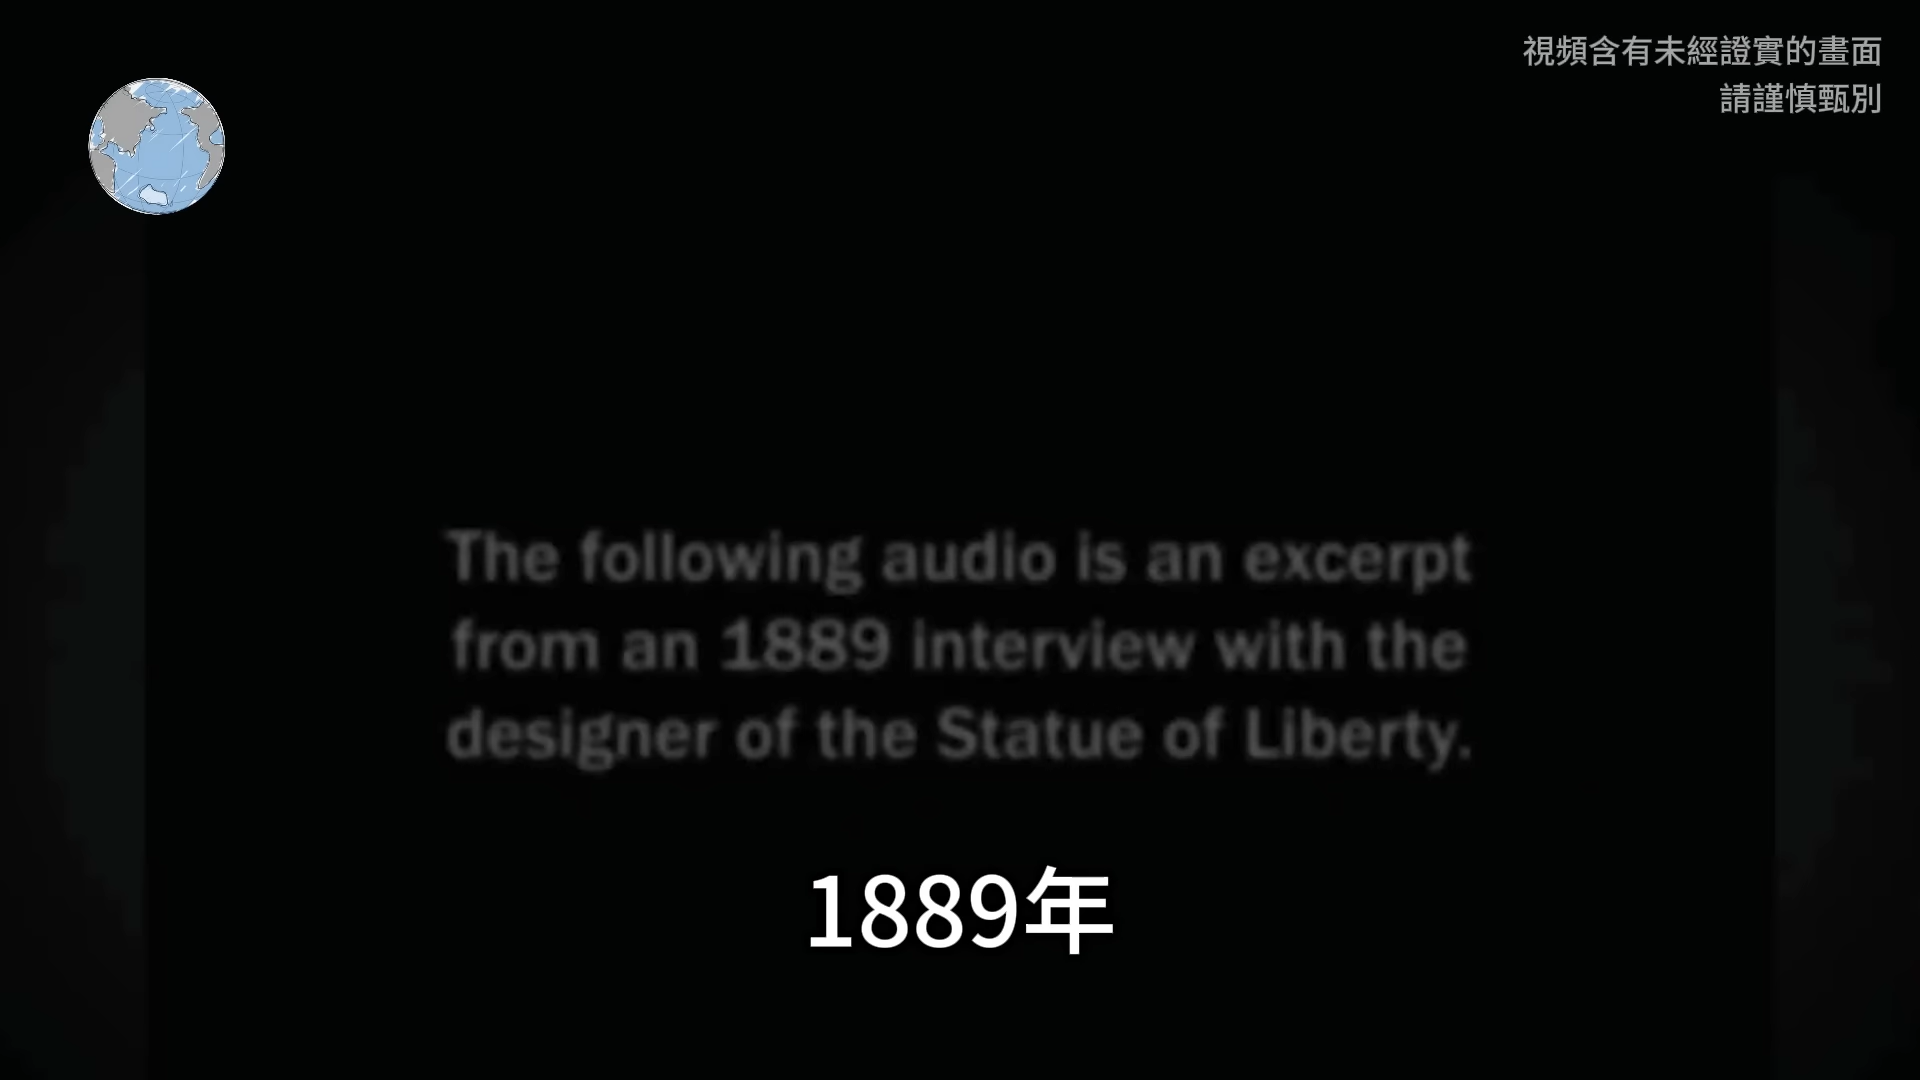 視頻含有未經證實的畫面
請謹慎甄別
The following audio is an excerpt
from an 1889 interview with the
designer of the Statue of Liberty.
1889年